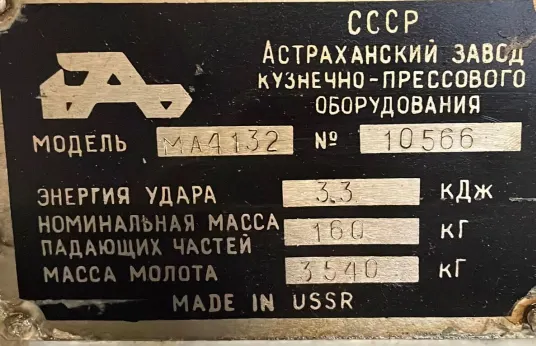 СССР
АСТРАХАНСКИЙ ЗАВОД
КУЗНЕЧНО-ПРЕССОВОГО
ОБОРУДОВАНИЯ
МОДЕЛЬ МА4132 № 10566
ЭНЕРГИЯ УДАРА 3.3 кДж
НОМИНАЛЬНАЯ МАССА
ПАДАЮЩИХ ЧАСТЕЙ 160 кг
МАССА МОЛОТА 3540 кг
MADE IN USSR